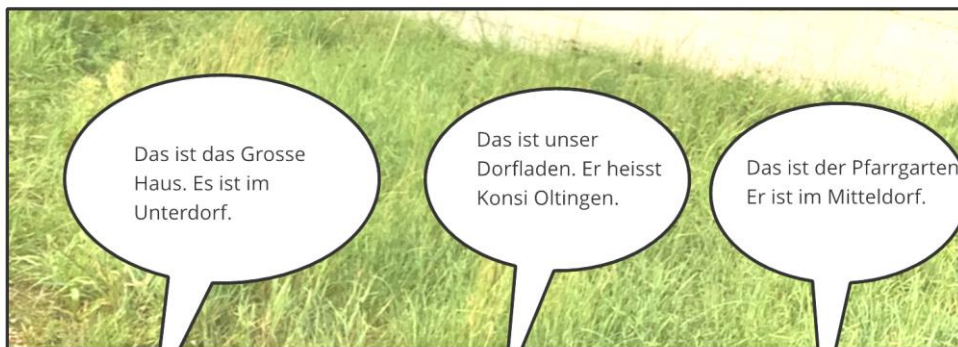 Das ist das Grosse
Haus. Es ist im
Unterdorf.
Das ist unser
Dorfladen. Er heisst
Konsi Oltingen.
Das ist der Pfarrgarten
Er ist im Mitteldorf.